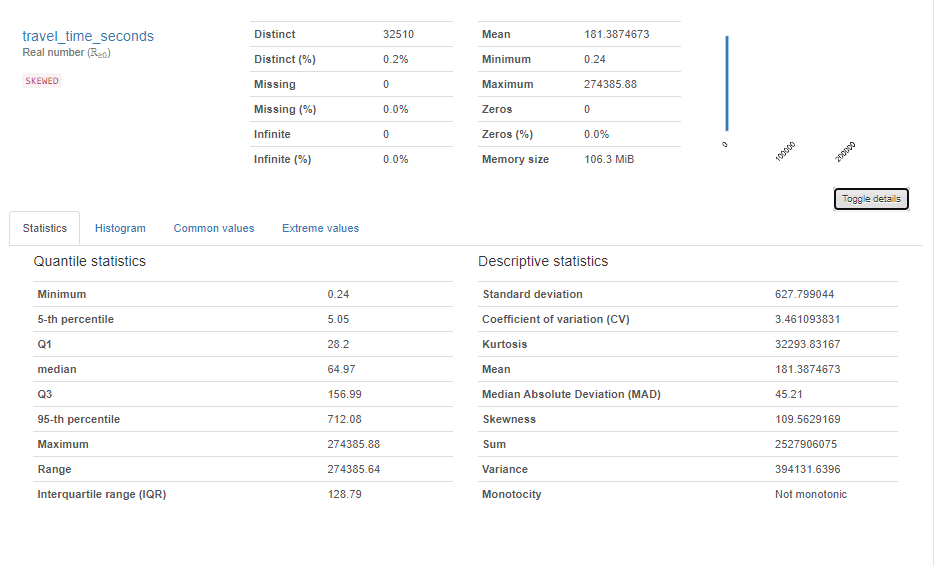 travel_time_seconds
Real number (ℝ≥0)
SKEWED
Distinct 32510
Distinct (%) 0.2%
Missing 0
Missing (%) 0.0%
Infinite 0
Infinite (%) 0.0%
Mean 181.3874673
Minimum 0.24
Maximum 274385.88
Zeros 0
Zeros (%) 0.0%
Memory size 106.3 MiB
0
100000
200000
Toggle details
Statistics Histogram Common values Extreme values
Quantile statistics
Minimum 0.24
5-th percentile 5.05
Q1 28.2
median 64.97
Q3 156.99
95-th percentile 712.08
Maximum 274385.88
Range 274385.64
Interquartile range (IQR) 128.79
Descriptive statistics
Standard deviation 627.799044
Coefficient of variation (CV) 3.461093831
Kurtosis 32293.83167
Mean 181.3874673
Median Absolute Deviation (MAD) 45.21
Skewness 109.5629169
Sum 2527906075
Variance 394131.6396
Monotocity Not monotonic